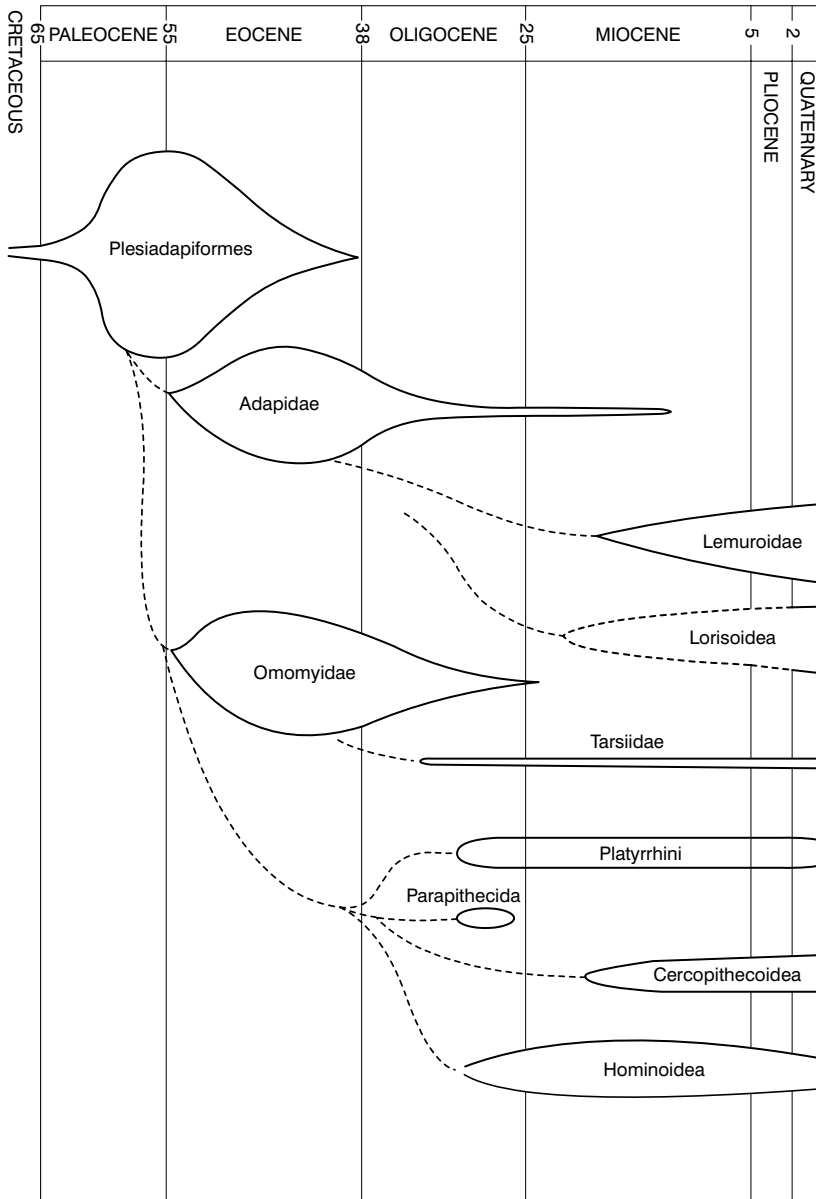 CRETACEOUS
65
PALEOCENE
55
EOCENE
38
OLIGOCENE
25
MIOCENE
5
PLIOCENE
2
QUATERNARY
Plesiadapiformes
Adapidae
Lemuroidae
Lorisoidea
Omomyidae
Tarsiidae
Platyrrhini
Parapithecida
Cercopithecoidea
Hominoidea